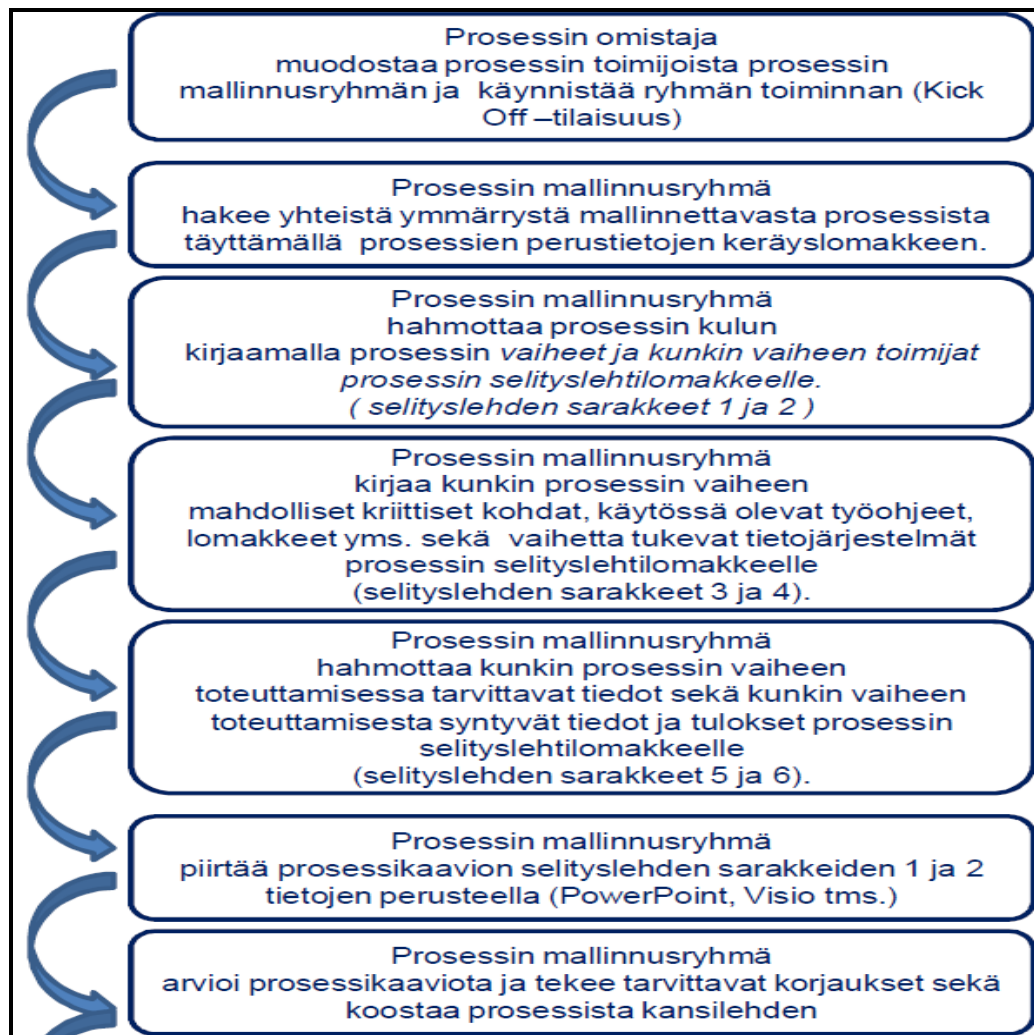 Prosessin omistaja
muodostaa prosessin toimijoista prosessin
mallinnusryhmän ja käynnistää ryhmän toiminnan (Kick
Off –tilaisuus)
Prosessin mallinnusryhmä
hakee yhteistä ymmärrystä mallinnettavasta prosessista
täyttämällä prosessien perustietojen keräyslomakkeen.
Prosessin mallinnusryhmä
hahmottaa prosessin kulun
kirjaamalla prosessin vaiheet ja kunkin vaiheen toimijat
prosessin selityslehtilomakkeelle.
( selityslehden sarakkeet 1 ja 2 )
Prosessin mallinnusryhmä
kirjaa kunkin prosessin vaiheen
mahdolliset kriittiset kohdat, käytössä olevat työohjeet,
lomakkeet yms. sekä vaihetta tukevat tietojärjestelmät
prosessin selityslehtilomakkeelle
(selityslehden sarakkeet 3 ja 4).
Prosessin mallinnusryhmä
hahmottaa kunkin prosessin vaiheen
toteuttamisessa tarvittavat tiedot sekä kunkin vaiheen
toteuttamisesta syntyvät tiedot ja tulokset prosessin
selityslehtilomakkeelle
(selityslehden sarakkeet 5 ja 6).
Prosessin mallinnusryhmä
piirtää prosessikaavion selityslehden sarakkeiden 1 ja 2
tietojen perusteella (PowerPoint, Visio tms.)
Prosessin mallinnusryhmä
arvioi prosessikaaviota ja tekee tarvittavat korjaukset sekä
koostaa prosessista kansilehden